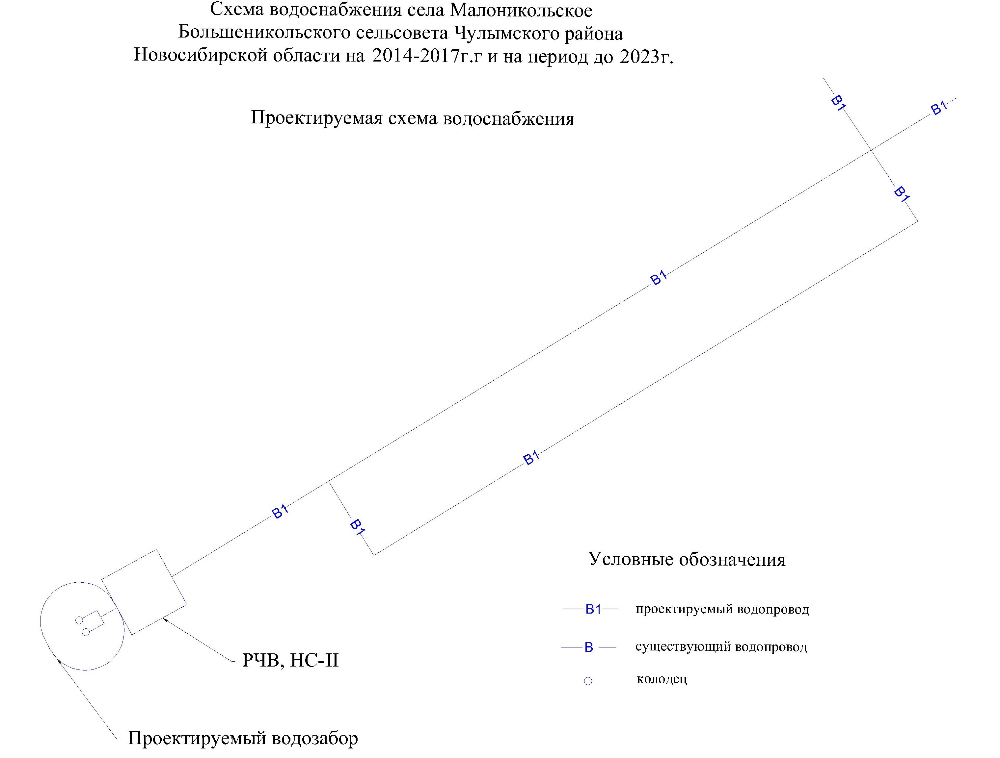 Схема водоснабжения села Малоникольское
Большеникольского сельсовета Чулымского района
Новосибирской области на 2014-2017г.г и на период до 2023г.
Проектируемая схема водоснабжения
В1
В1
В1
В1
В1
В1
В1
РЧВ, НС-II
Проектируемый водозабор
Условные обозначения
В1 проектируемый водопровод
В существующий водопровод
колодец